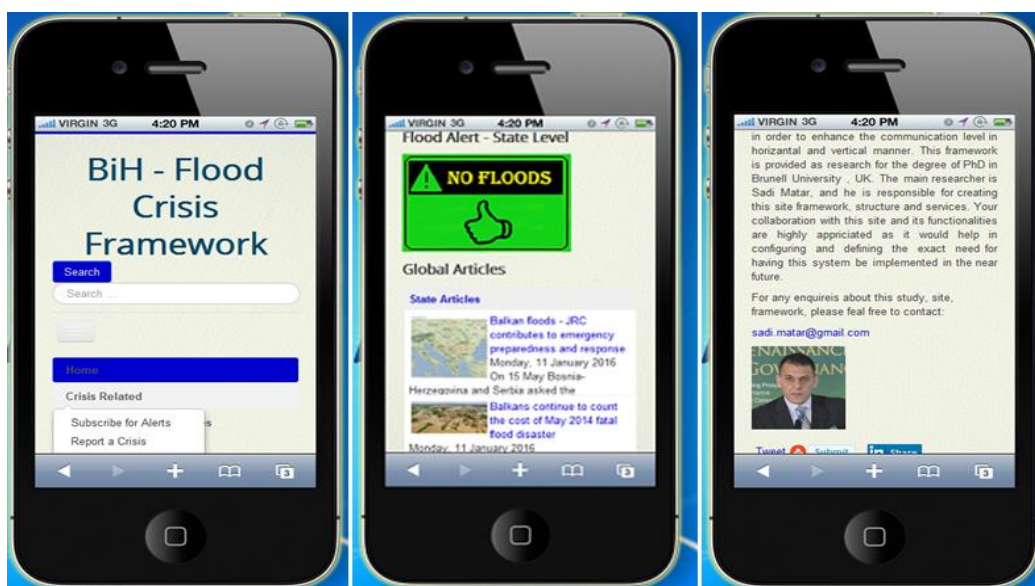 VIRGIN 3G 4:20 PM
BiH - Flood
Crisis
Framework
Search
Search ...
Home
Crisis Related
Subscribe for Alerts
Report a Crisis
3
VIRGIN 3G 4:20 PM
Flood Alert - State Level
NO FLOODS
Global Articles
State Articles
Balkan floods - JRC
contributes to emergency
preparedness and response
Monday, 11 January 2016
On 15 May Bosnia-
Herzegovina and Serbia asked the
Balkans continue to count
the cost of May 2014 fatal
flood disaster
Monday, 11 January 2016
3
VIRGIN 3G 4:20 PM
in order to enhance the communication level in
horizantal and vertical manner. This framework
is provided as research for the degree of PhD in
Brunell University , UK. The main researcher is
Sadi Matar, and he is responsible for creating
this site framework, structure and services. Your
collaboration with this site and its functionalities
are highly appriciated as it would help in
configuring and defining the exact need for
having this system be implemented in the near
future.
For any enquireis about this study, site,
framework, please feal free to contact:
sadi.matar@gmail.com
Tweet Submit in Share
3